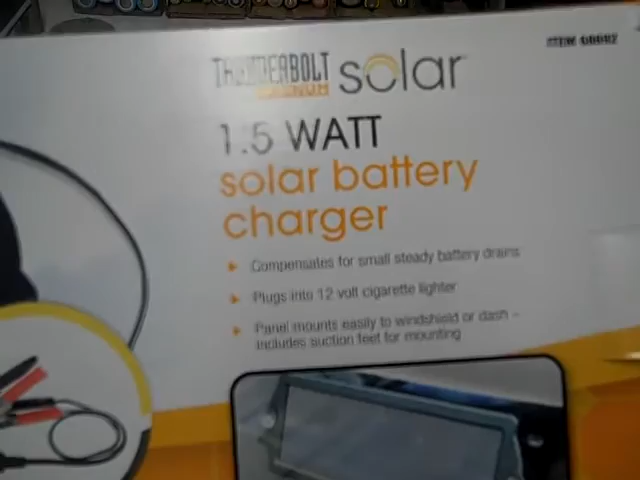 THUNDERBOLT solar
MAGNUM
1.5 WATT
solar battery
charger
Compensates for small steady battery drains
Plugs into 12 volt cigarette lighter
Panel mounts easily to windshield or dash –
includes suction feet for mounting